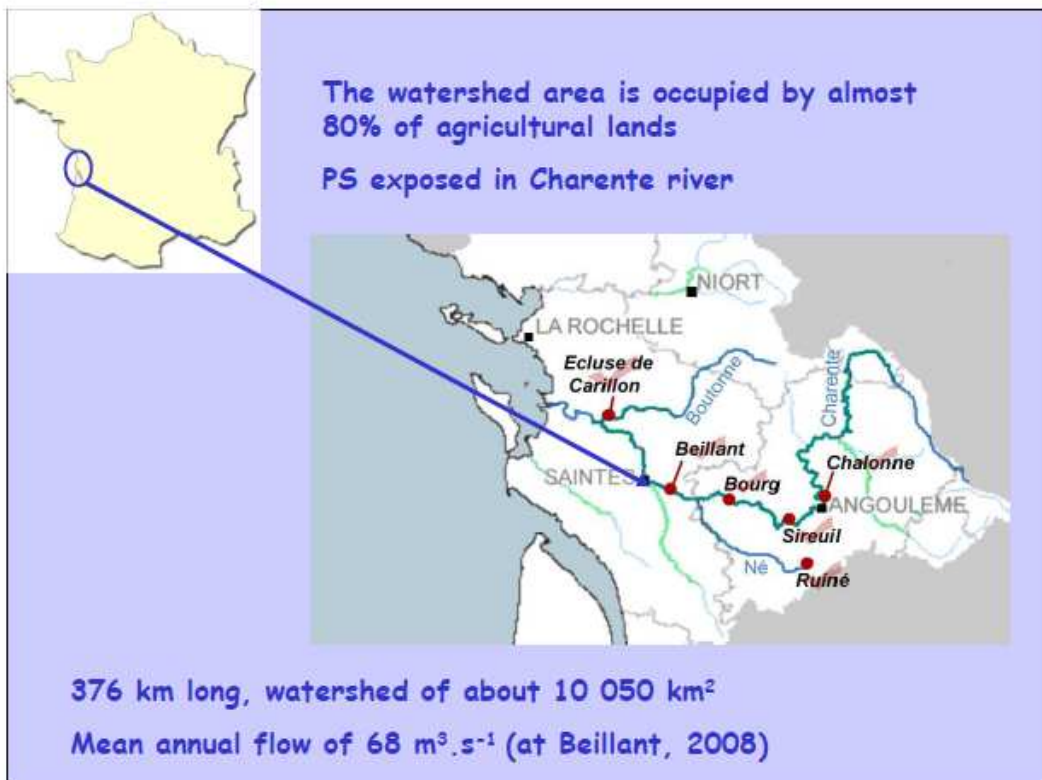 The watershed area is occupied by almost
80% of agricultural lands
PS exposed in Charente river
NIORT
LA ROCHELLE
Ecluse de
Carillon
Boutonne
Charente
Beillant
Chalonne
SAINTES
Bourg
ANGOULEME
Sireuil
Né
Ruiné
376 km long, watershed of about 10 050 km²
Mean annual flow of 68 m³.s⁻¹ (at Beillant, 2008)